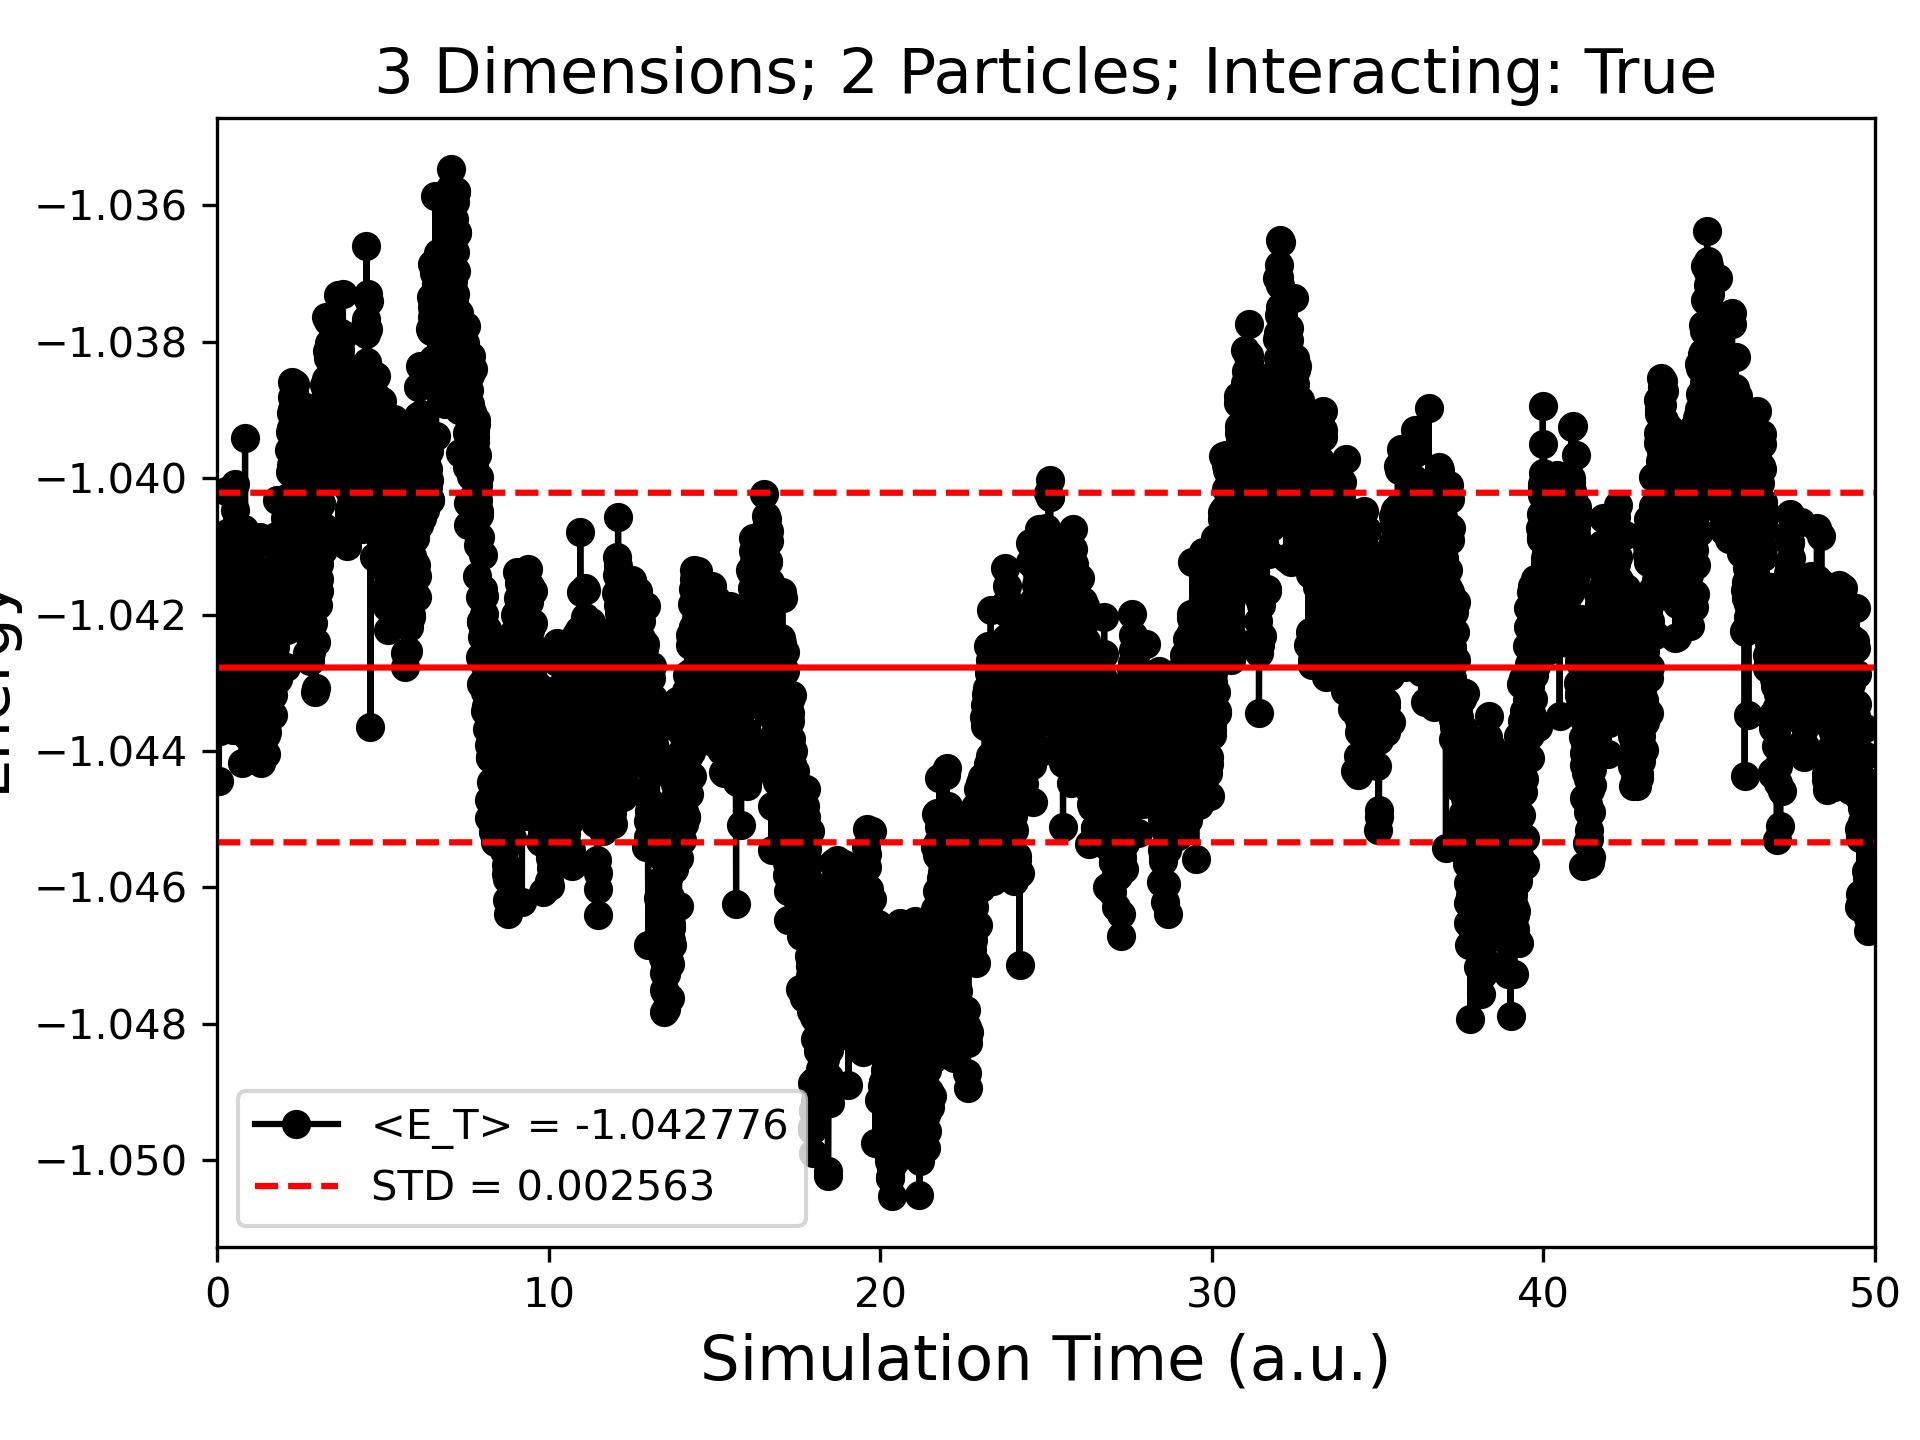 3 Dimensions; 2 Particles; Interacting: True
Energy
−1.036
−1.038
−1.040
−1.042
−1.044
−1.046
−1.048
−1.050
<E_T> = -1.042776
STD = 0.002563
0 10 20 30 40 50
Simulation Time (a.u.)